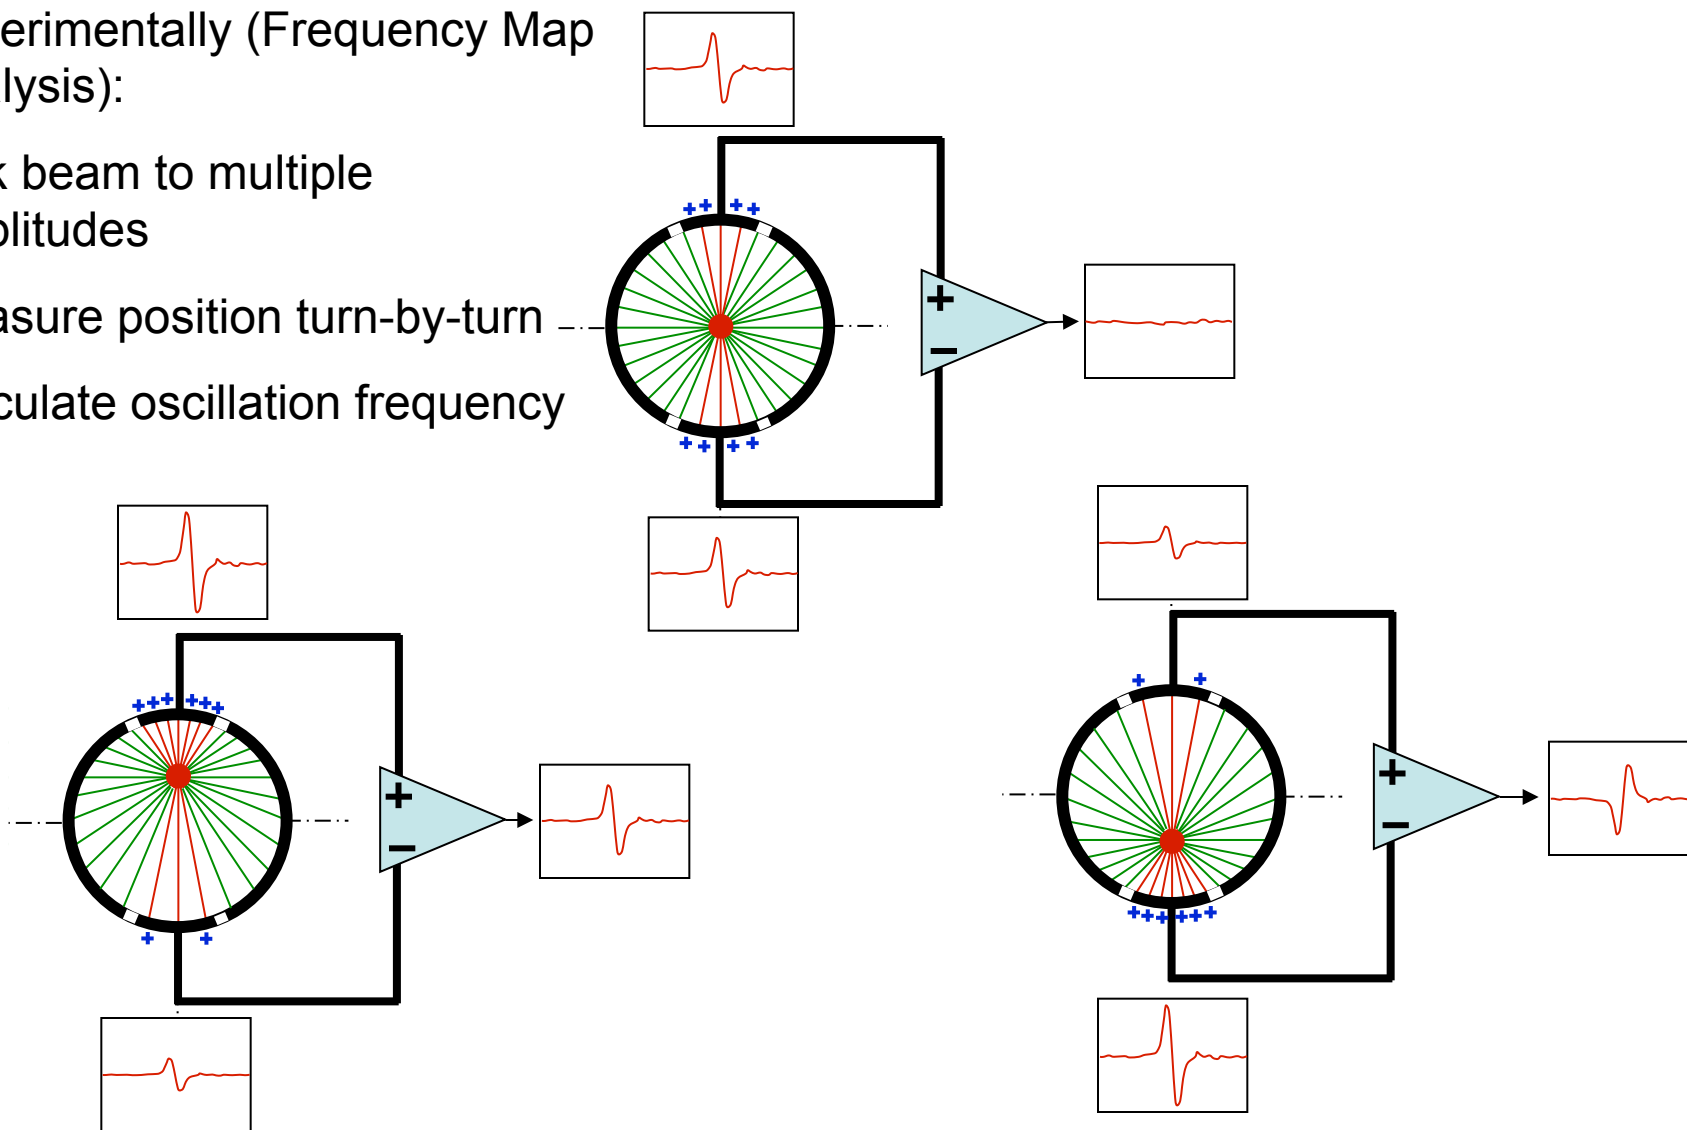 erimentally (Frequency Map
lysis):
k beam to multiple
plitudes
asure position turn-by-turn
culate oscillation frequency